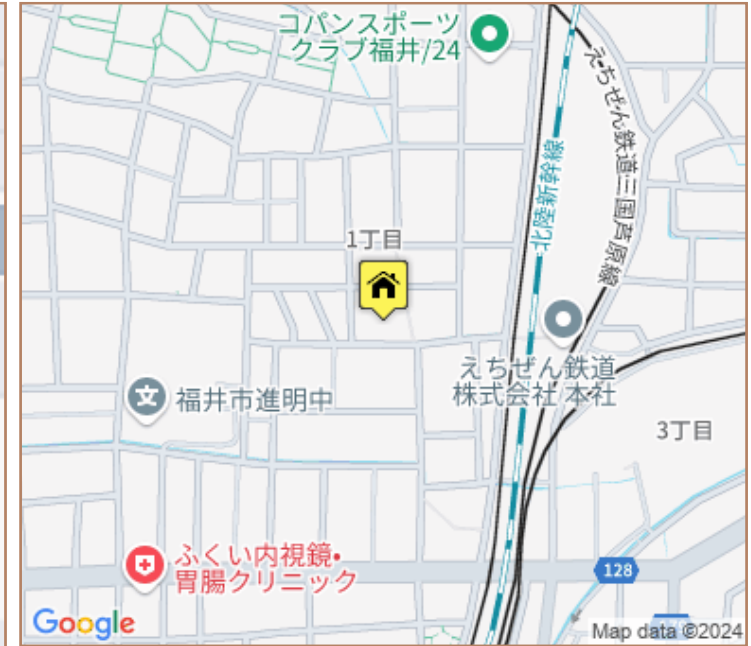 コパンスポーツ
クラブ福井/24
えちぜん鉄道三国芦原線
北陸新幹線
1丁目
えちぜん鉄道
株式会社 本社
福井市進明中
3丁目
ふくい内視鏡•
胃腸クリニック
128
Google
Map data ©2024